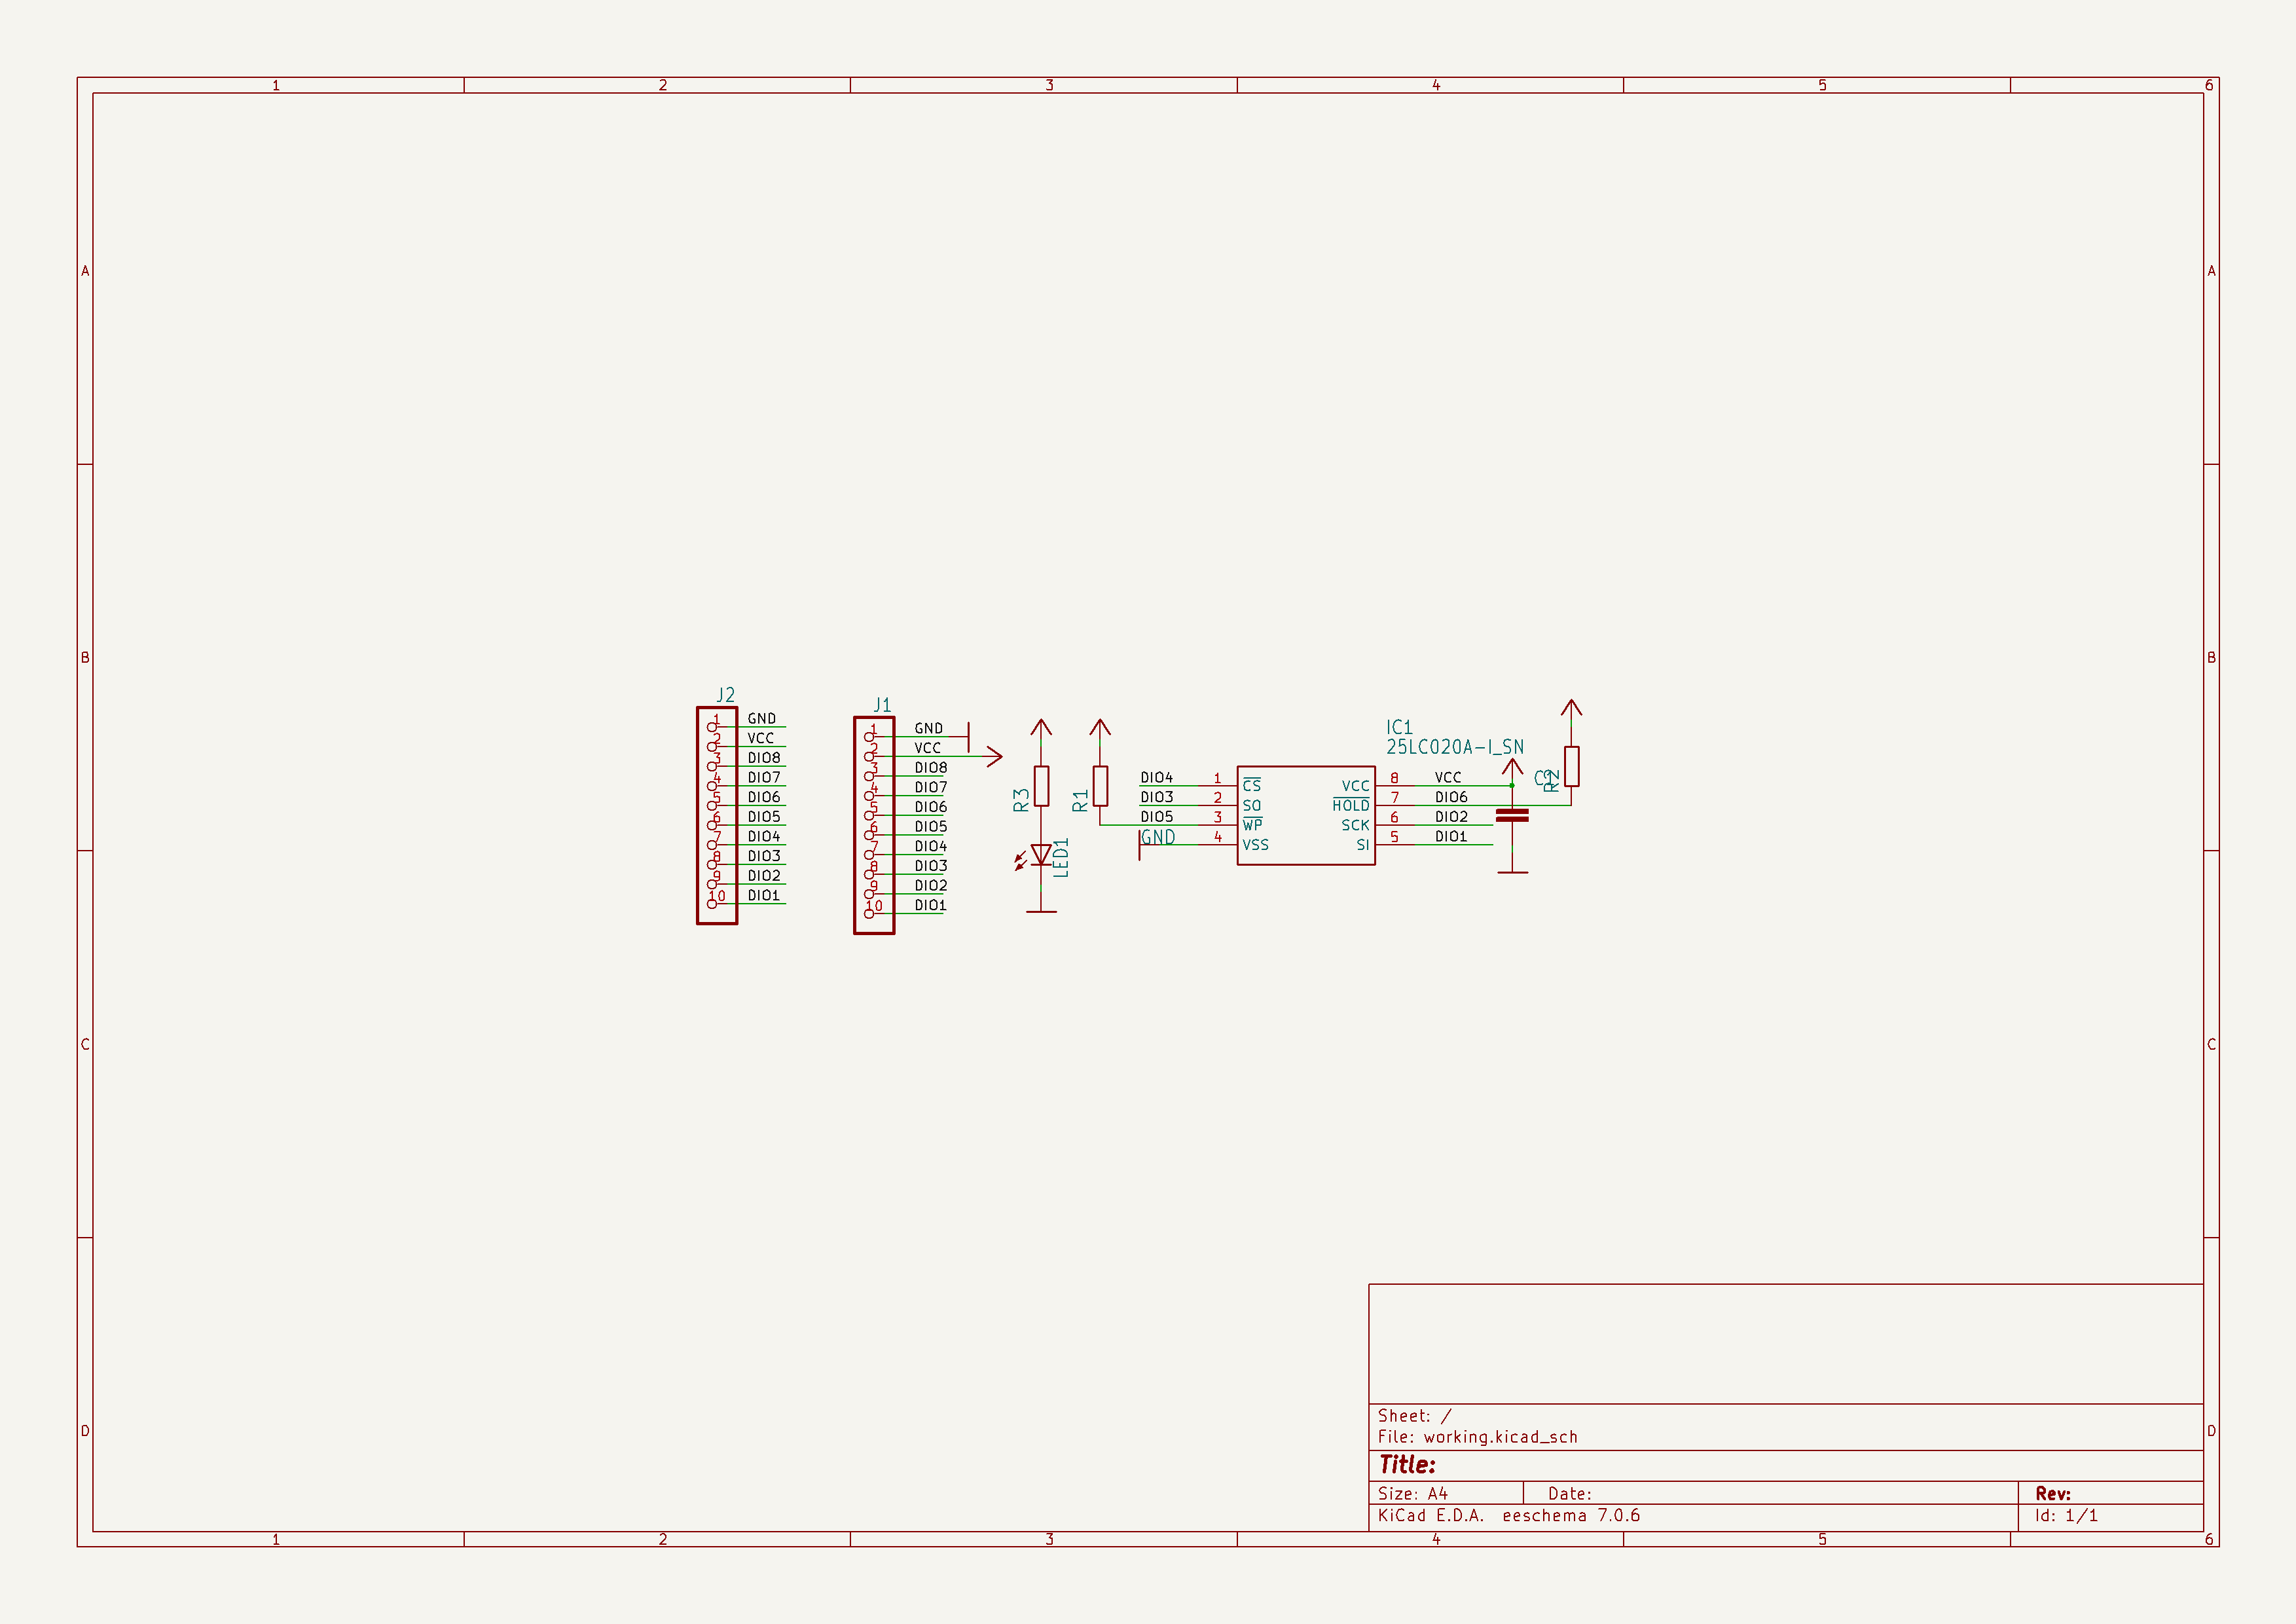 1 2 3 4 5 6
A A
B B
C C
D D
J2
1 GND
2 VCC
3 DIO8
4 DIO7
5 DIO6
6 DIO5
7 DIO4
8 DIO3
9 DIO2
10 DIO1
J1
1 GND
2 VCC
3 DIO8
4 DIO7
5 DIO6
6 DIO5
7 DIO4
8 DIO3
9 DIO2
10 DIO1
R3
LED1
R1
IC1
25LC020A-I_SN
DIO4 1 CS VCC 8 VCC
DIO3 2 SO HOLD 7 DIO6
DIO5 3 WP SCK 6 DIO2
GND 4 VSS SI 5 DIO1
R2
Sheet: /
File: working.kicad_sch
Title:
Size: A4 Date: Rev:
KiCad E.D.A. eeschema 7.0.6 Id: 1/1
1 2 3 4 5 6